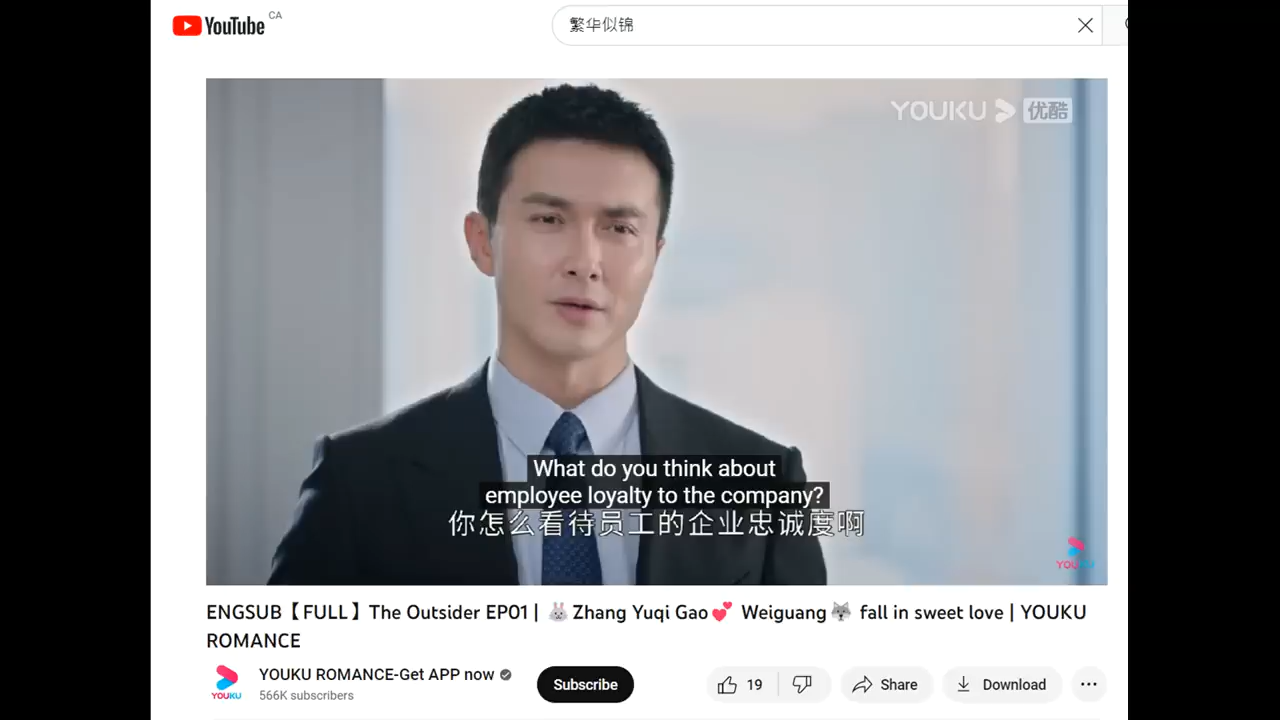 YouTube CA
繁华似锦
YOUKU 优酷
What do you think about
employee loyalty to the company?
你怎么看待员工的企业忠诚度啊
YOUKU
ENGSUB【FULL】The Outsider EP01 | 🐰Zhang Yuqi Gao💕 Weiguang🐺 fall in sweet love | YOUKU
ROMANCE
YOUKU ROMANCE-Get APP now
YOUKU
566K subscribers
Subscribe
19
Share
Download